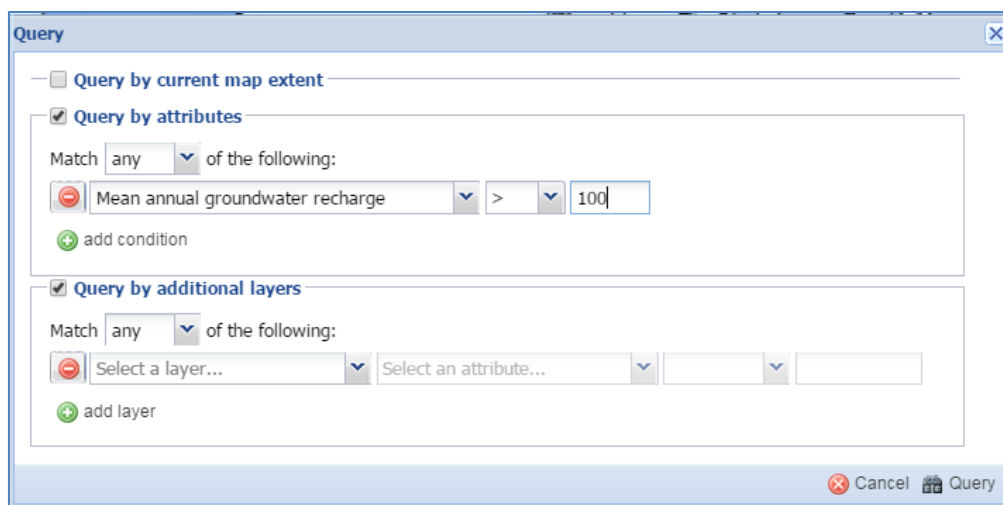 Query
Query by current map extent
Query by attributes
Match any of the following:
Mean annual groundwater recharge > 100
add condition
Query by additional layers
Match any of the following:
Select a layer... Select an attribute...
add layer
Cancel Query